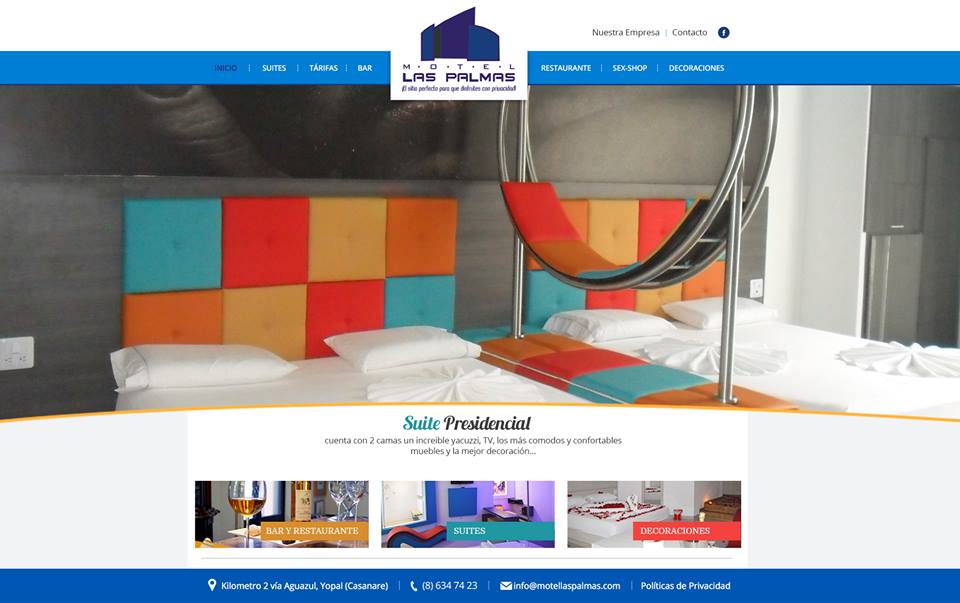 Nuestra Empresa | Contacto
INICIO
SUITES
TÁRIFAS
BAR
M·O·T·E·L
LAS PALMAS
¡El sitio perfecto para que disfrutes con privacidad!
RESTAURANTE
SEX-SHOP
DECORACIONES
Suite Presidencial
cuenta con 2 camas un increible yacuzzi, TV, los más comodos y confortables
muebles y la mejor decoración...
BAR Y RESTAURANTE
SUITES
DECORACIONES
Kilometro 2 vía Aguazul, Yopal (Casanare) | (8) 634 74 23 | info@motellaspalmas.com | Políticas de Privacidad